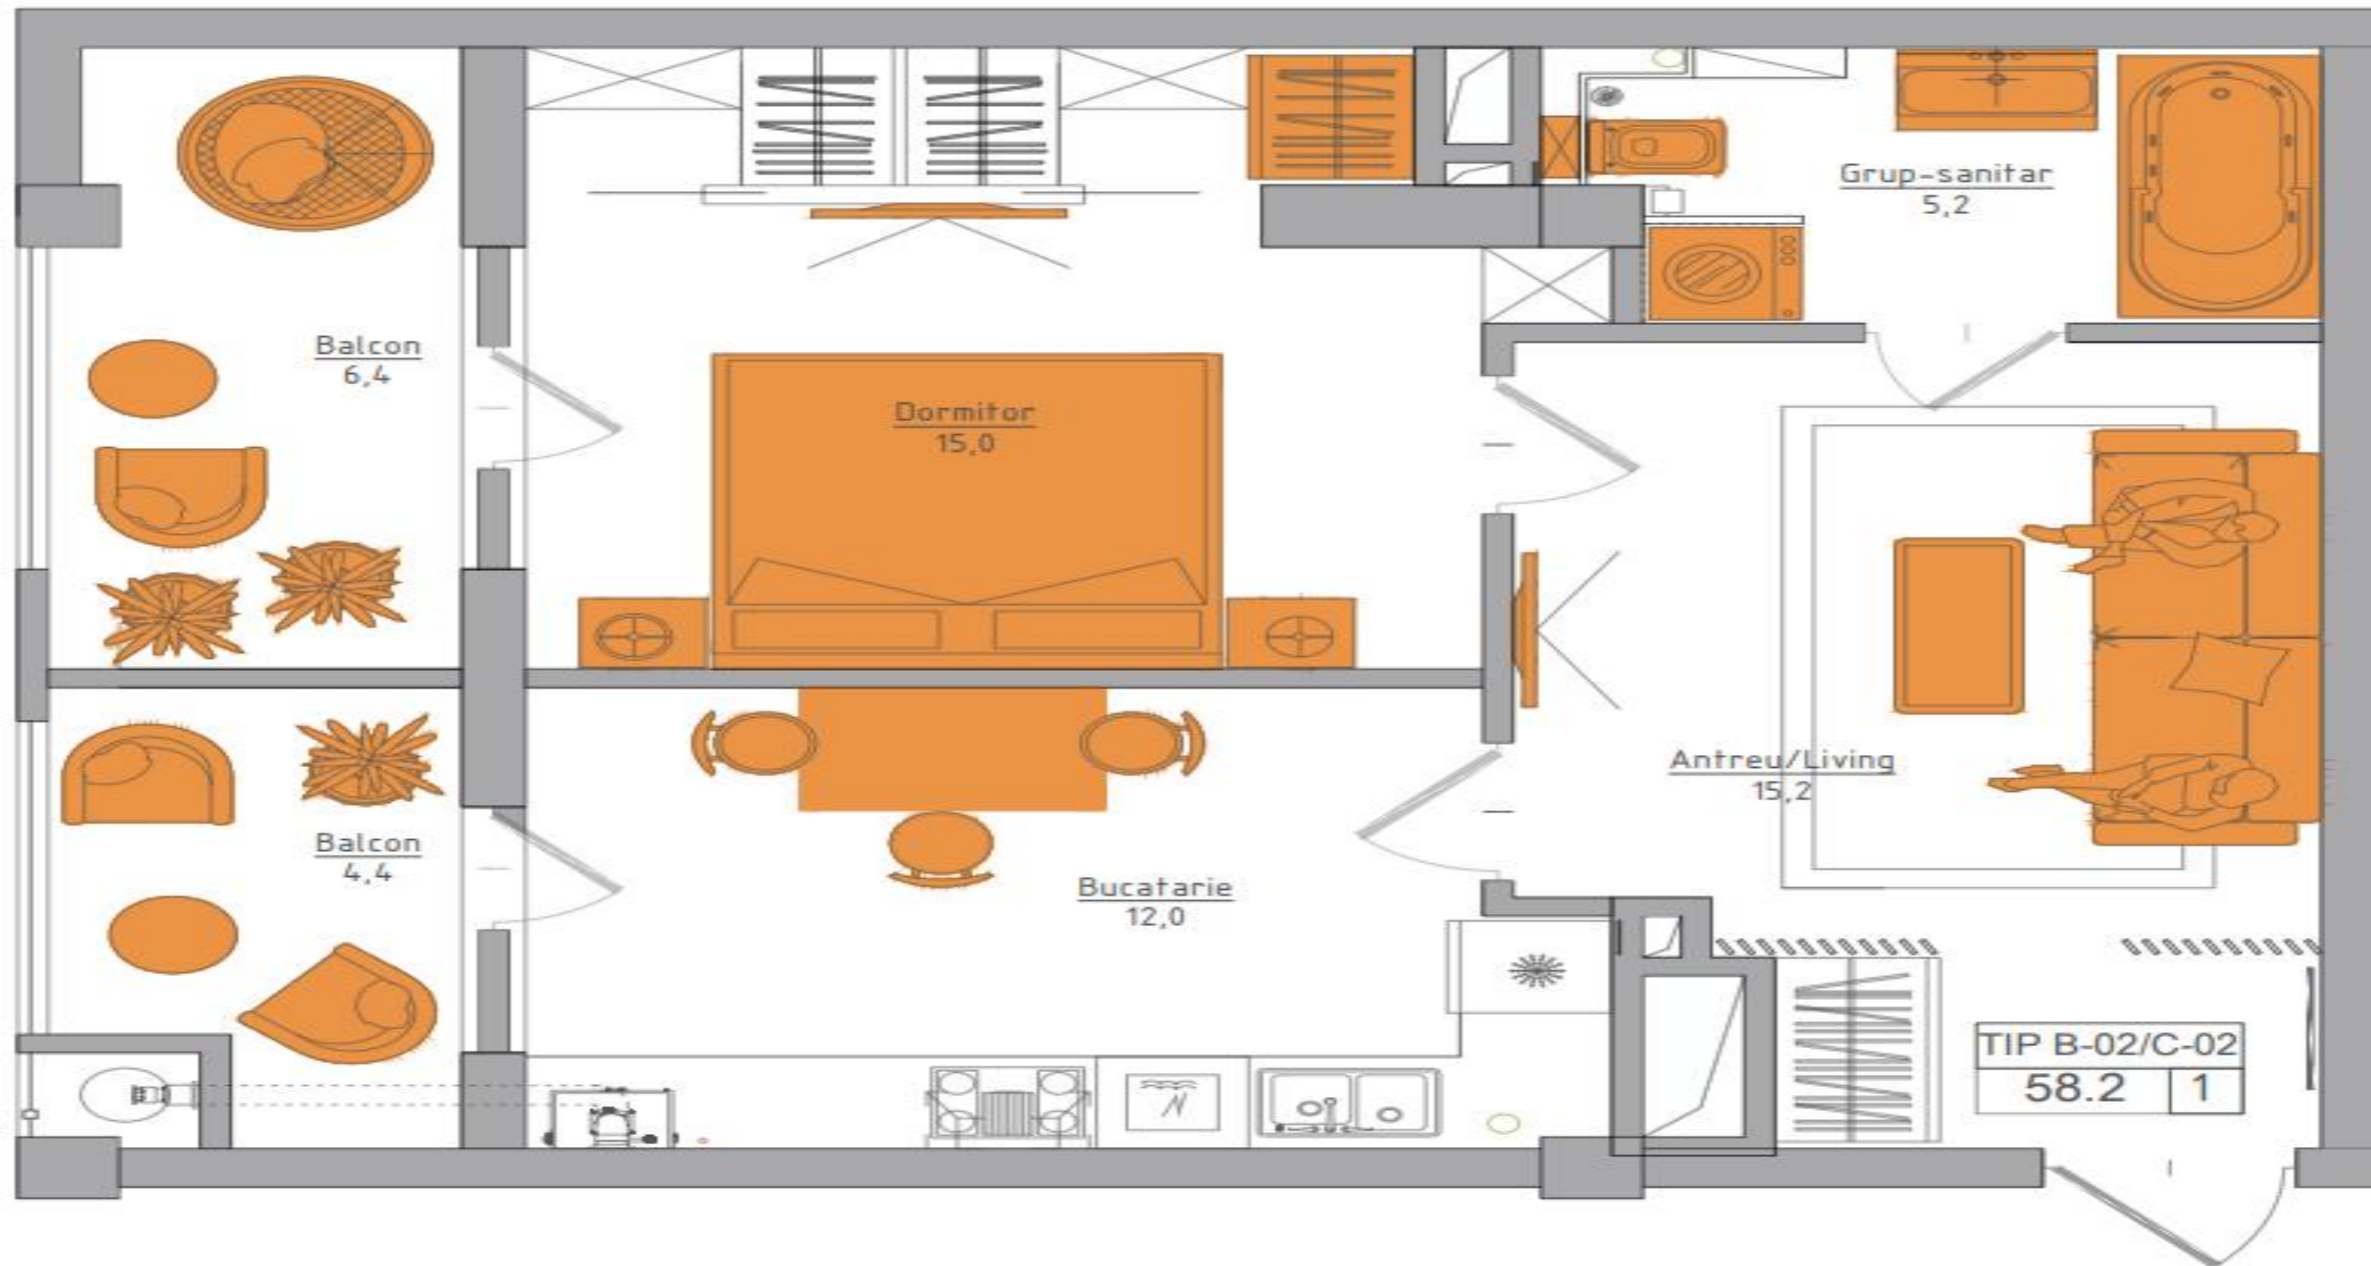 Grup-sanitar
5,2
Balcon
6,4
Dormitor
15,0
Antreu/Living
15,2
Balcon
4,4
Bucatarie
12,0
TIP B-02/C-02
58.2
1